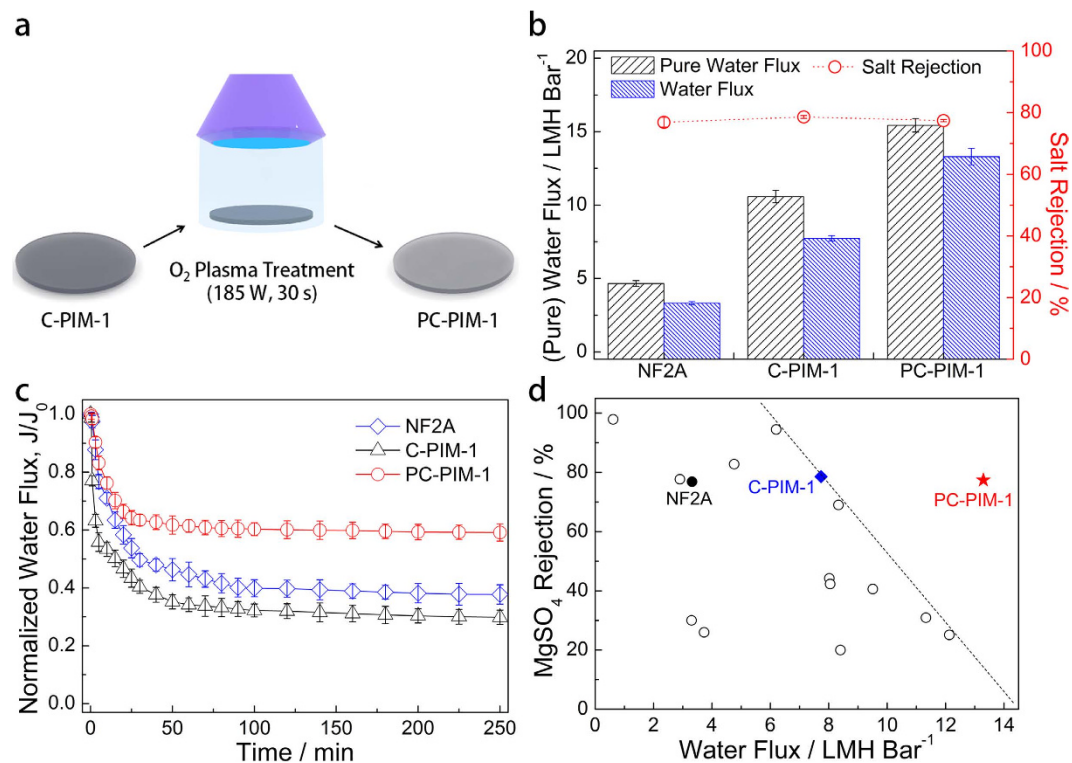 a
O₂ Plasma Treatment
(185 W, 30 s)
C-PIM-1
PC-PIM-1
b
Pure Water Flux
Water Flux
Salt Rejection
(Pure) Water Flux / LMH Bar⁻¹
20
15
10
5
0
100
80
60
40
20
0
Salt Rejection / %
NF2A
C-PIM-1
PC-PIM-1
c
Normalized Water Flux, J/J₀
1.0
0.8
0.6
0.4
0.2
0.0
NF2A
C-PIM-1
PC-PIM-1
0 50 100 150 200 250
Time / min
d
MgSO₄ Rejection / %
100
80
60
40
20
0
NF2A
C-PIM-1
PC-PIM-1
0 2 4 6 8 10 12 14
Water Flux / LMH Bar⁻¹